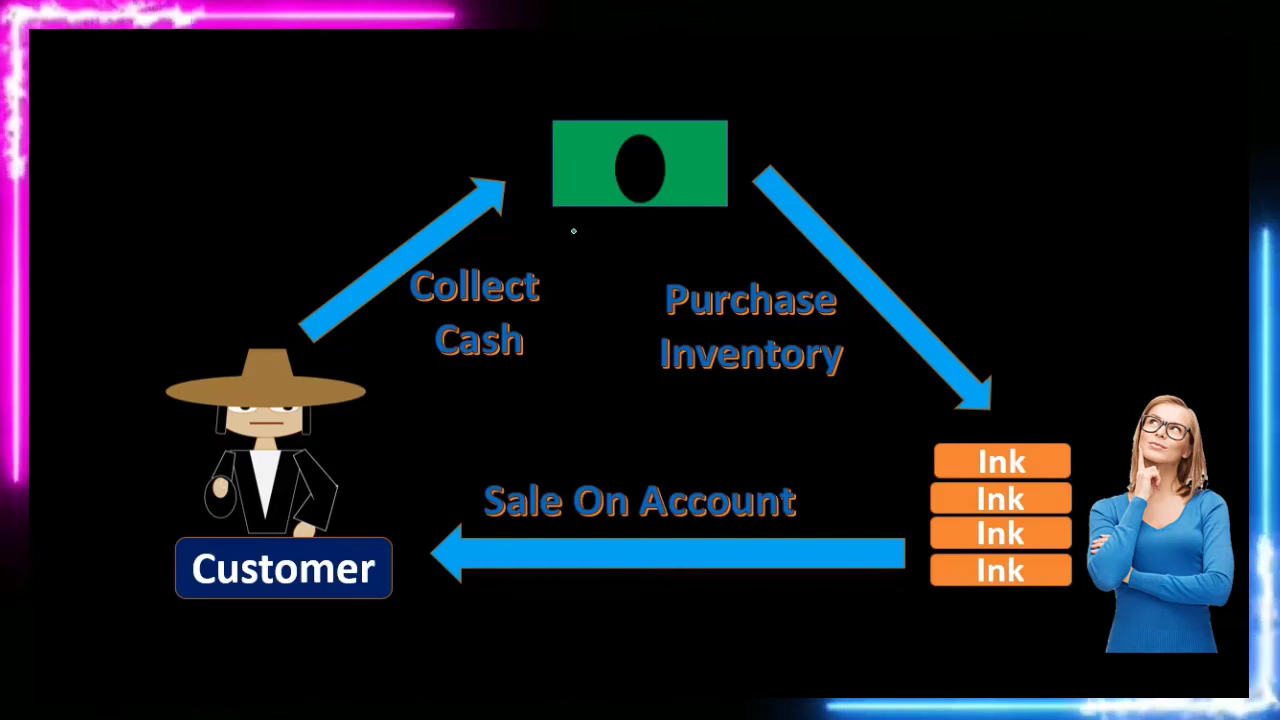 Collect
Cash
Purchase
Inventory
Sale On Account
Customer
Ink
Ink
Ink
Ink